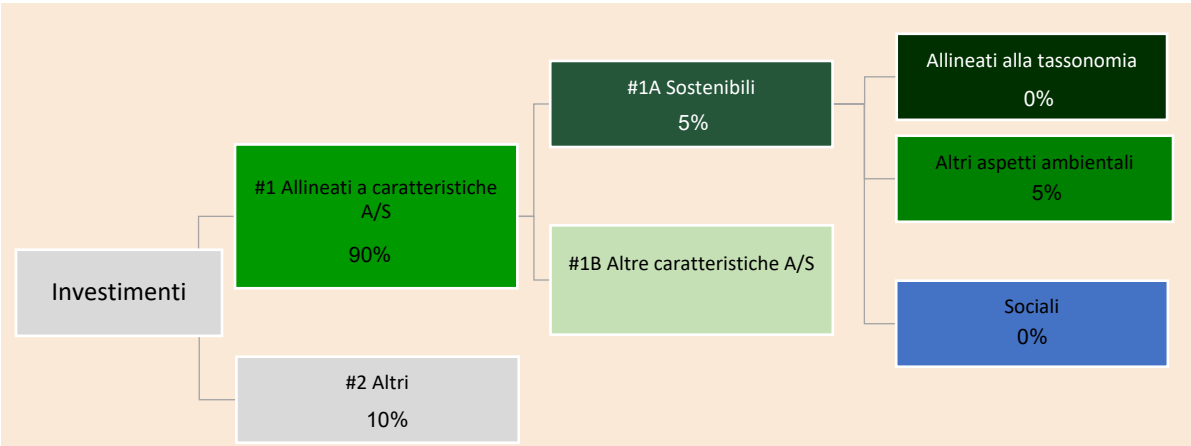 Investimenti
#1 Allineati a caratteristiche
A/S
90%
#2 Altri
10%
#1A Sostenibili
5%
#1B Altre caratteristiche A/S
Allineati alla tassonomia
0%
Altri aspetti ambientali
5%
Sociali
0%